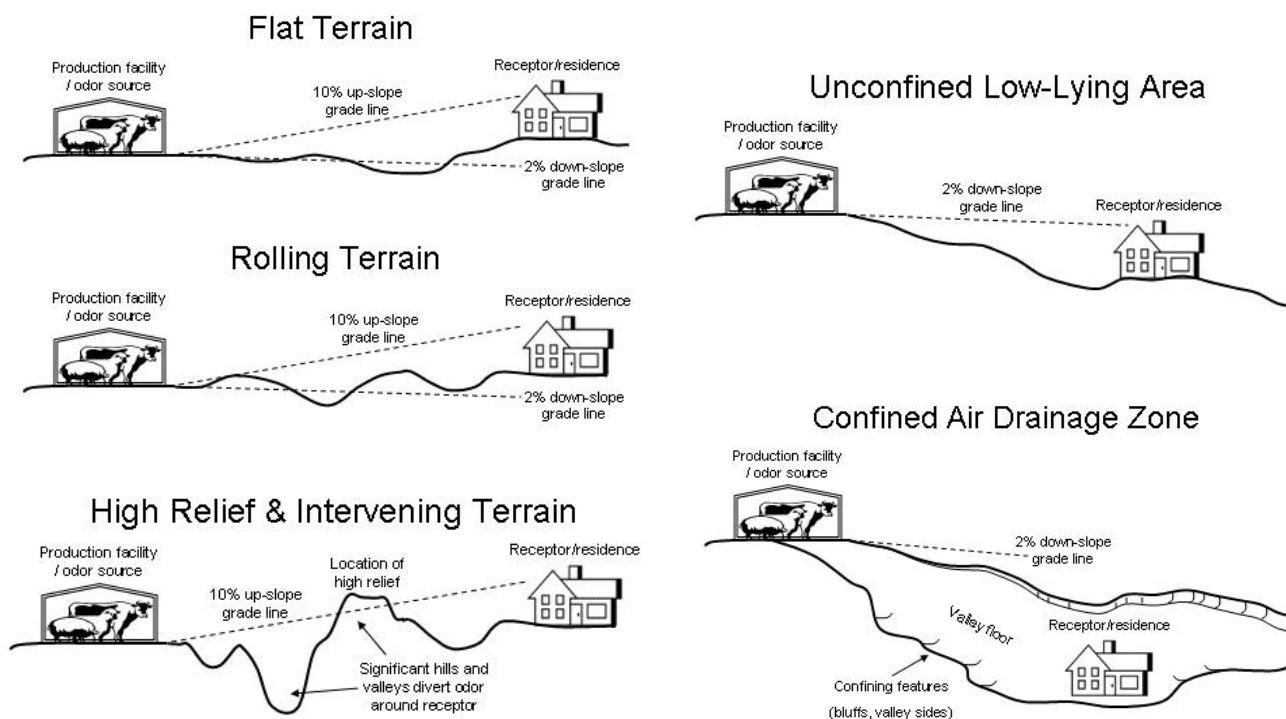 Flat Terrain
Production facility
/ odor source
10% up-slope
grade line
Receptor/residence
2% down-slope
grade line
Rolling Terrain
Production facility
/ odor source
10% up-slope
grade line
Receptor/residence
2% down-slope
grade line
High Relief & Intervening Terrain
Production facility
/ odor source
10% up-slope
grade line
Location of
high relief
Receptor/residence
Significant hills and
valleys divert odor
around receptor
Unconfined Low-Lying Area
Production facility
/ odor source
2% down-slope
grade line
Receptor/residence
Confined Air Drainage Zone
Production facility
/ odor source
2% down-slope
grade line
Valley floor
Receptor/residence
Confining features
(bluffs, valley sides)